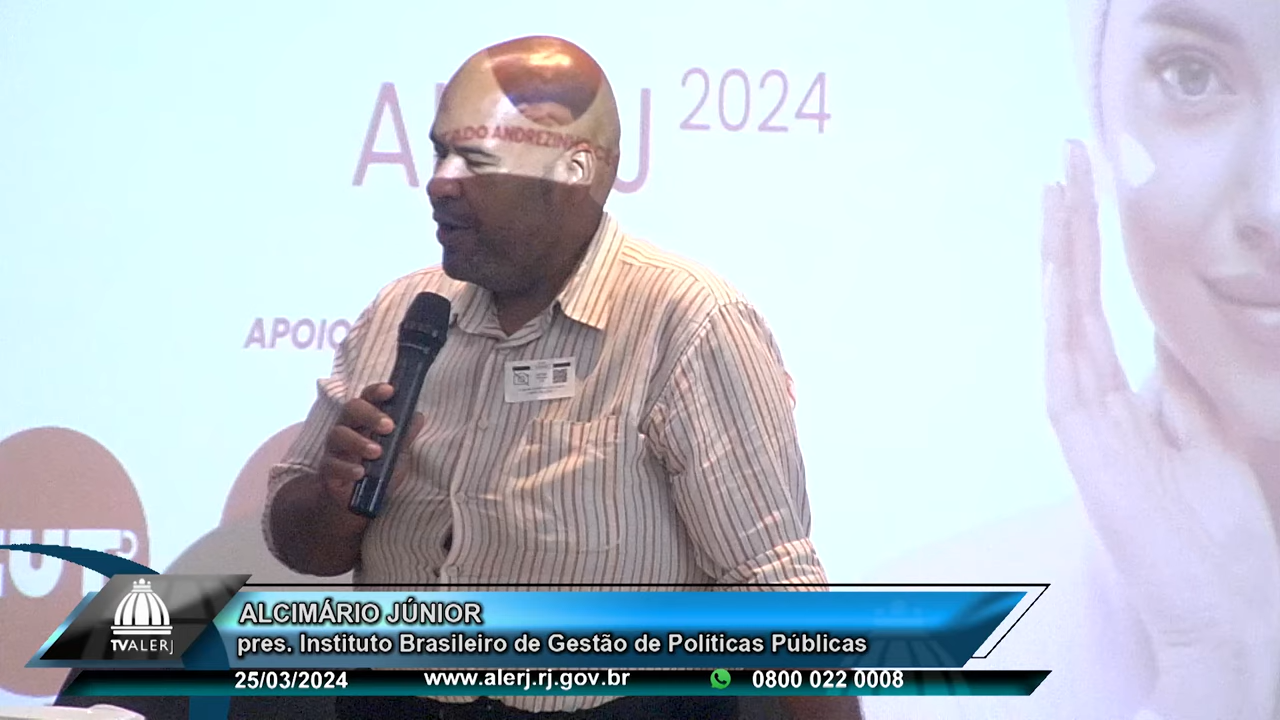 2024
ANDREZINHO
APOIO
ALCIMÁRIO JÚNIOR
pres. Instituto Brasileiro de Gestão de Políticas Públicas
TVALERJ
25/03/2024 www.alerj.rj.gov.br 0800 022 0008